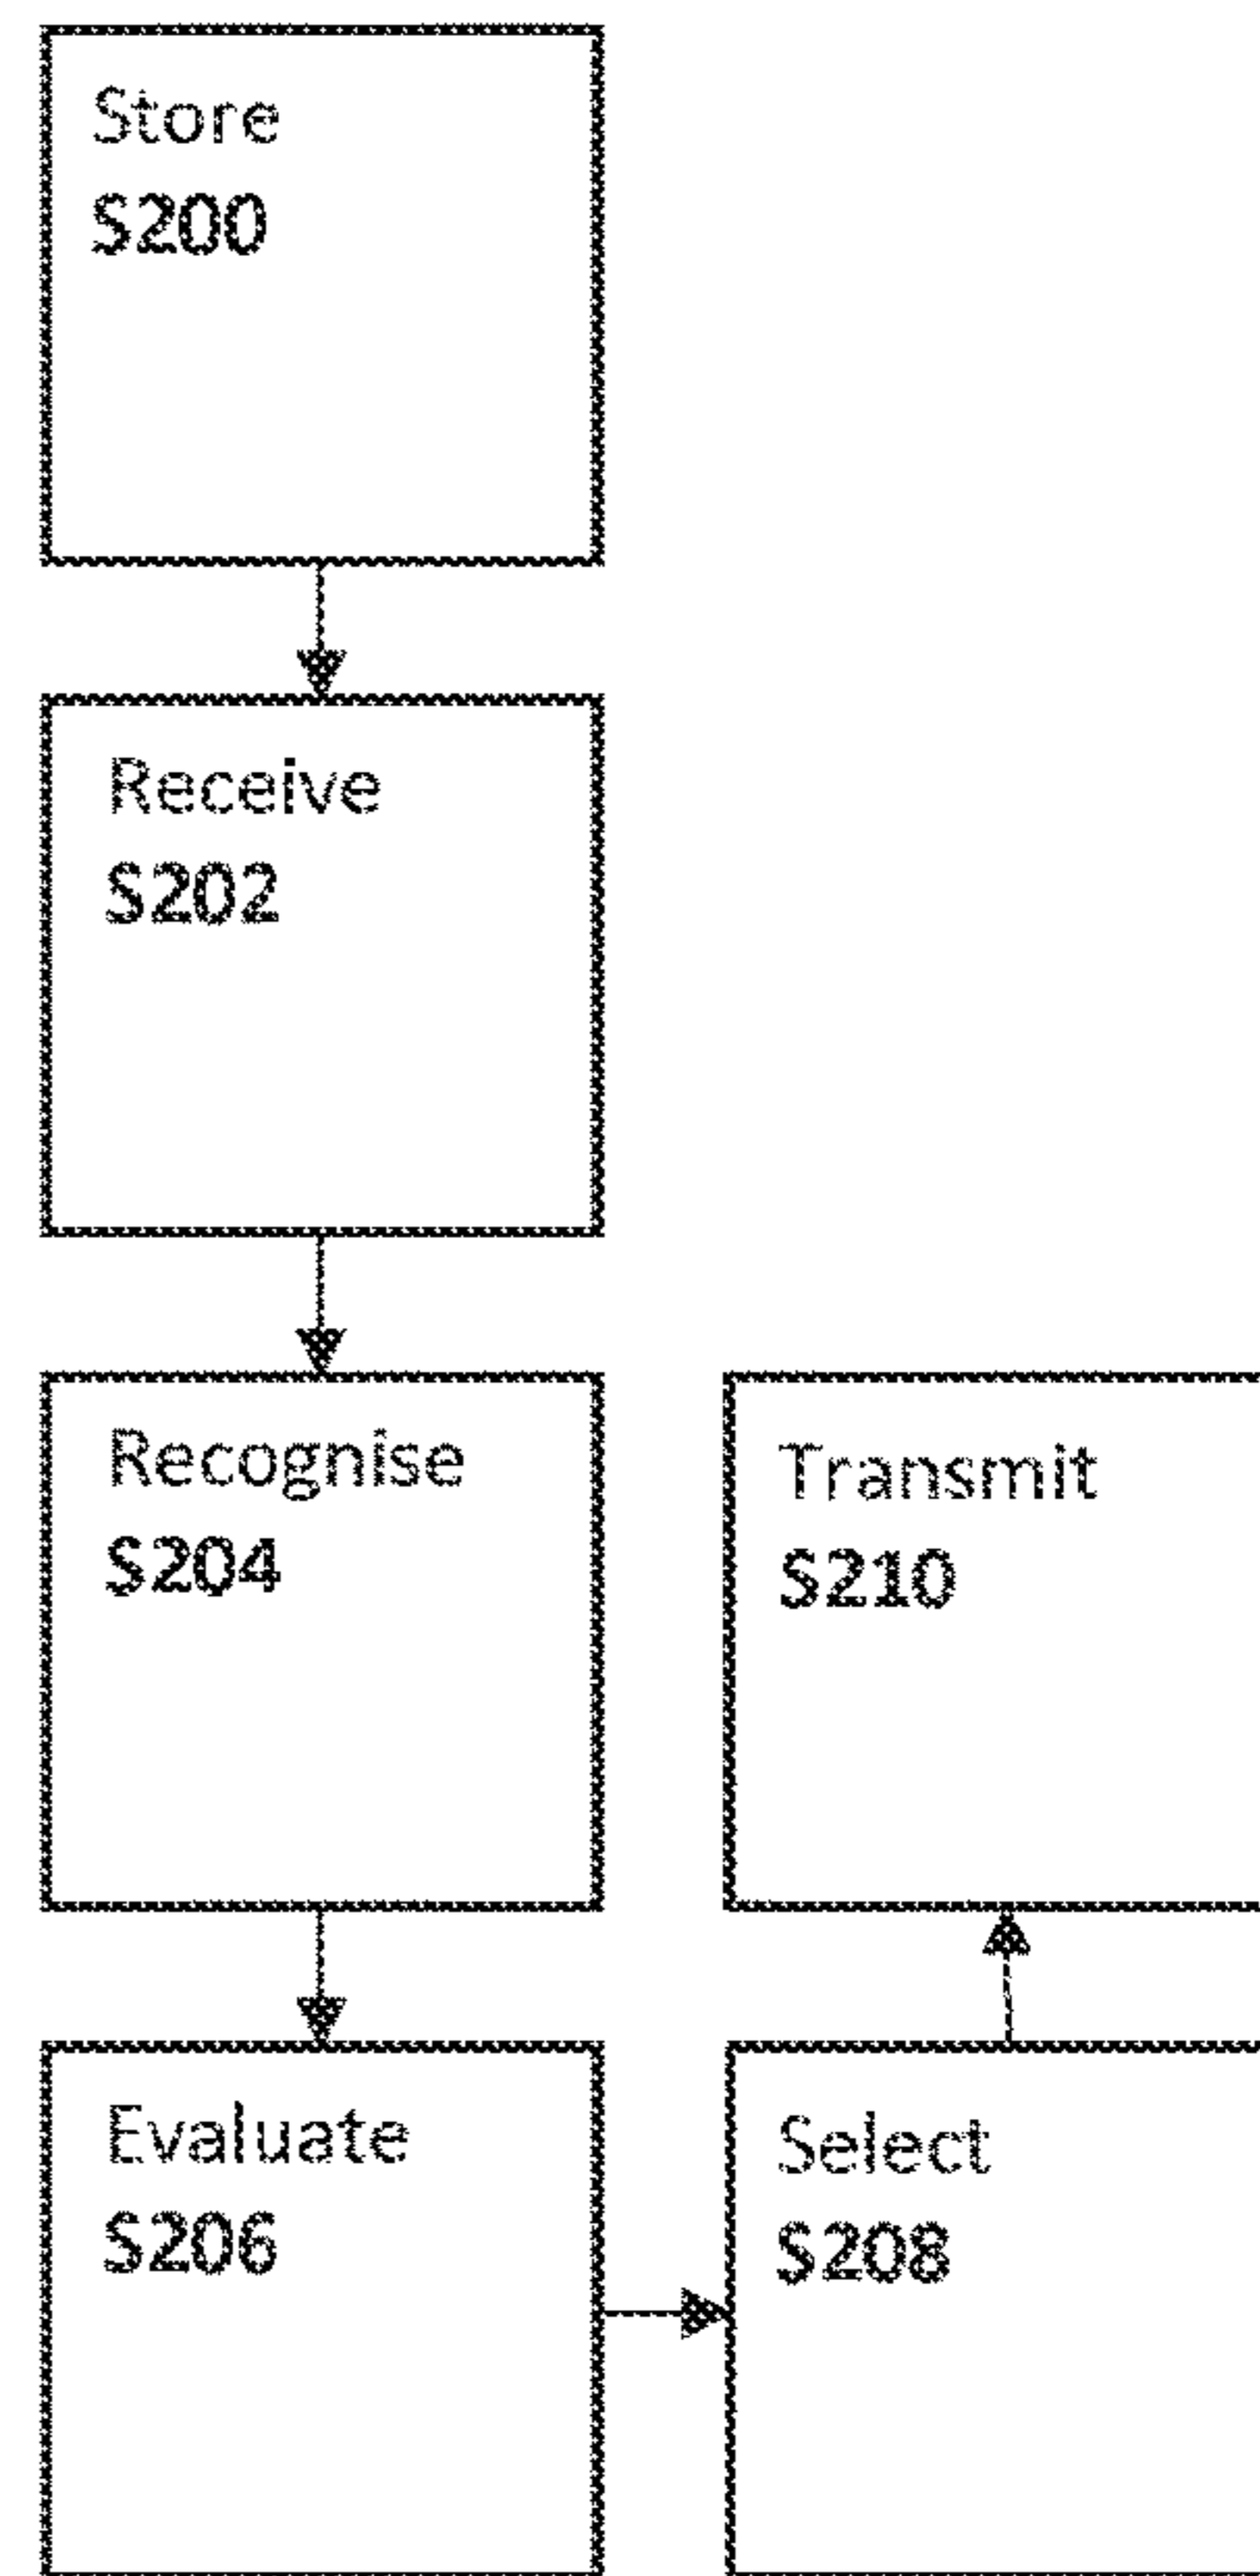 Store
S200
Receive
S202
Recognise
S204
Evaluate
S206
Select
S208
Transmit
S210